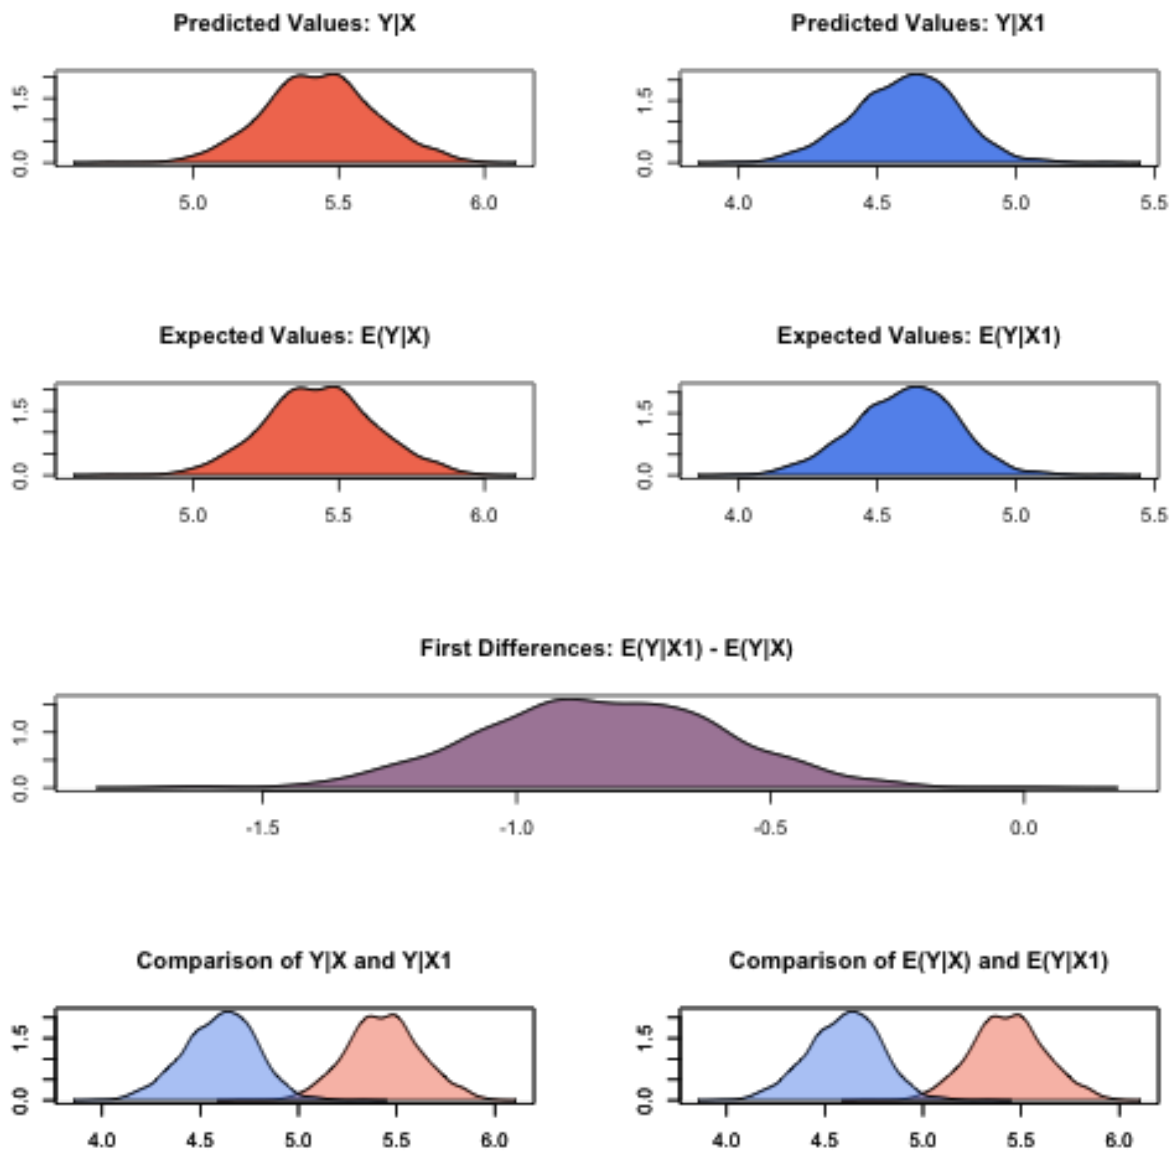 Predicted Values: Y|X
Predicted Values: Y|X1
0.0 1.5
5.0 5.5 6.0
0.0 1.5
4.0 4.5 5.0 5.5
Expected Values: E(Y|X)
Expected Values: E(Y|X1)
0.0 1.5
5.0 5.5 6.0
0.0 1.5
4.0 4.5 5.0 5.5
First Differences: E(Y|X1) - E(Y|X)
0.0 1.0
-1.5 -1.0 -0.5 0.0
Comparison of Y|X and Y|X1
Comparison of E(Y|X) and E(Y|X1)
0.0 1.5
4.0 4.5 5.0 5.5 6.0
0.0 1.5
4.0 4.5 5.0 5.5 6.0